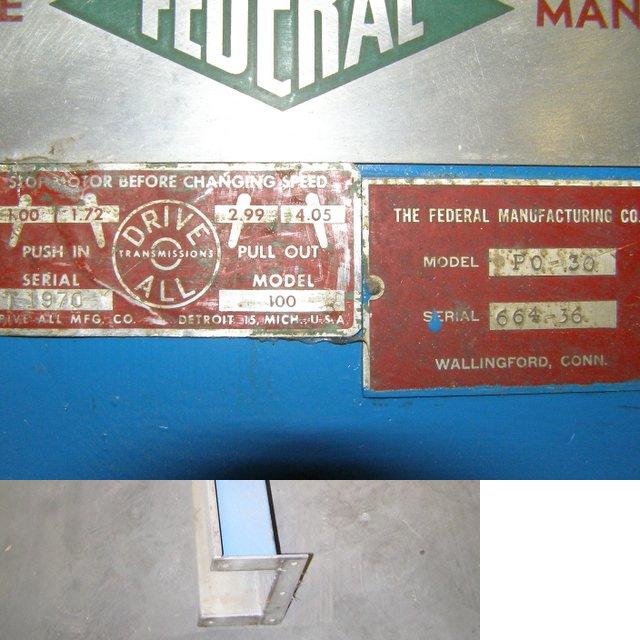 E
FEDERAL
MAN
STOP MOTOR BEFORE CHANGING SPEED
1.00 1.72
2.99 4.05
DRIVE
TRANSMISSIONS
ALL
PUSH IN
PULL OUT
SERIAL
1970
MODEL
100
DRIVE ALL MFG. CO. DETROIT 15, MICH., U.S.A
THE FEDERAL MANUFACTURING CO.
MODEL PO-30
SERIAL 664-36
WALLINGFORD, CONN.